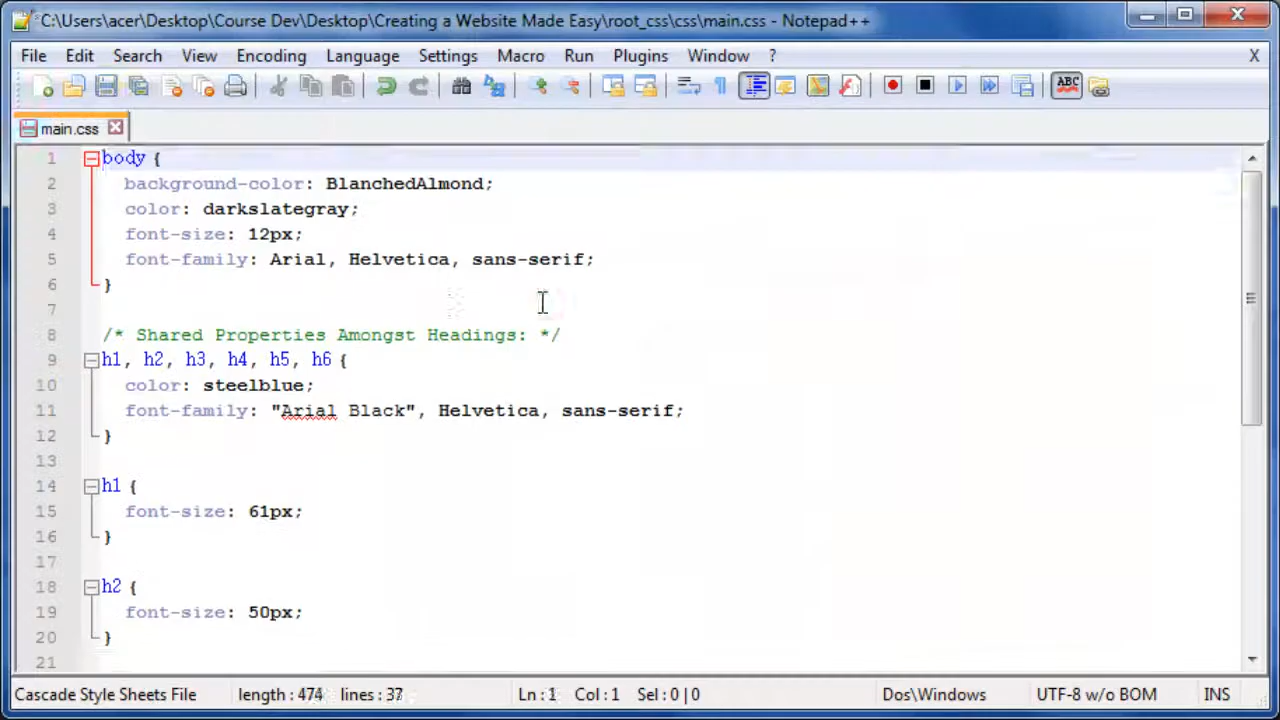 C:\Users\acer\Desktop\Course Dev\Desktop\Creating a Website Made Easy\root_css\css\main.css - Notepad++
File Edit Search View Encoding Language Settings Macro Run Plugins Window ? X
ABC
main.css
1 body {
2 background-color: BlanchedAlmond;
3 color: darkslategray;
4 font-size: 12px;
5 font-family: Arial, Helvetica, sans-serif;
6 }
7
8 /* Shared Properties Amongst Headings: */
9 h1, h2, h3, h4, h5, h6 {
10 color: steelblue;
11 font-family: "Arial Black", Helvetica, sans-serif;
12 }
13
14 h1 {
15 font-size: 61px;
16 }
17
18 h2 {
19 font-size: 50px;
20 }
21
Cascade Style Sheets File length : 474 lines : 37 Ln : 1 Col : 1 Sel : 0 | 0 Dos\Windows UTF-8 w/o BOM INS